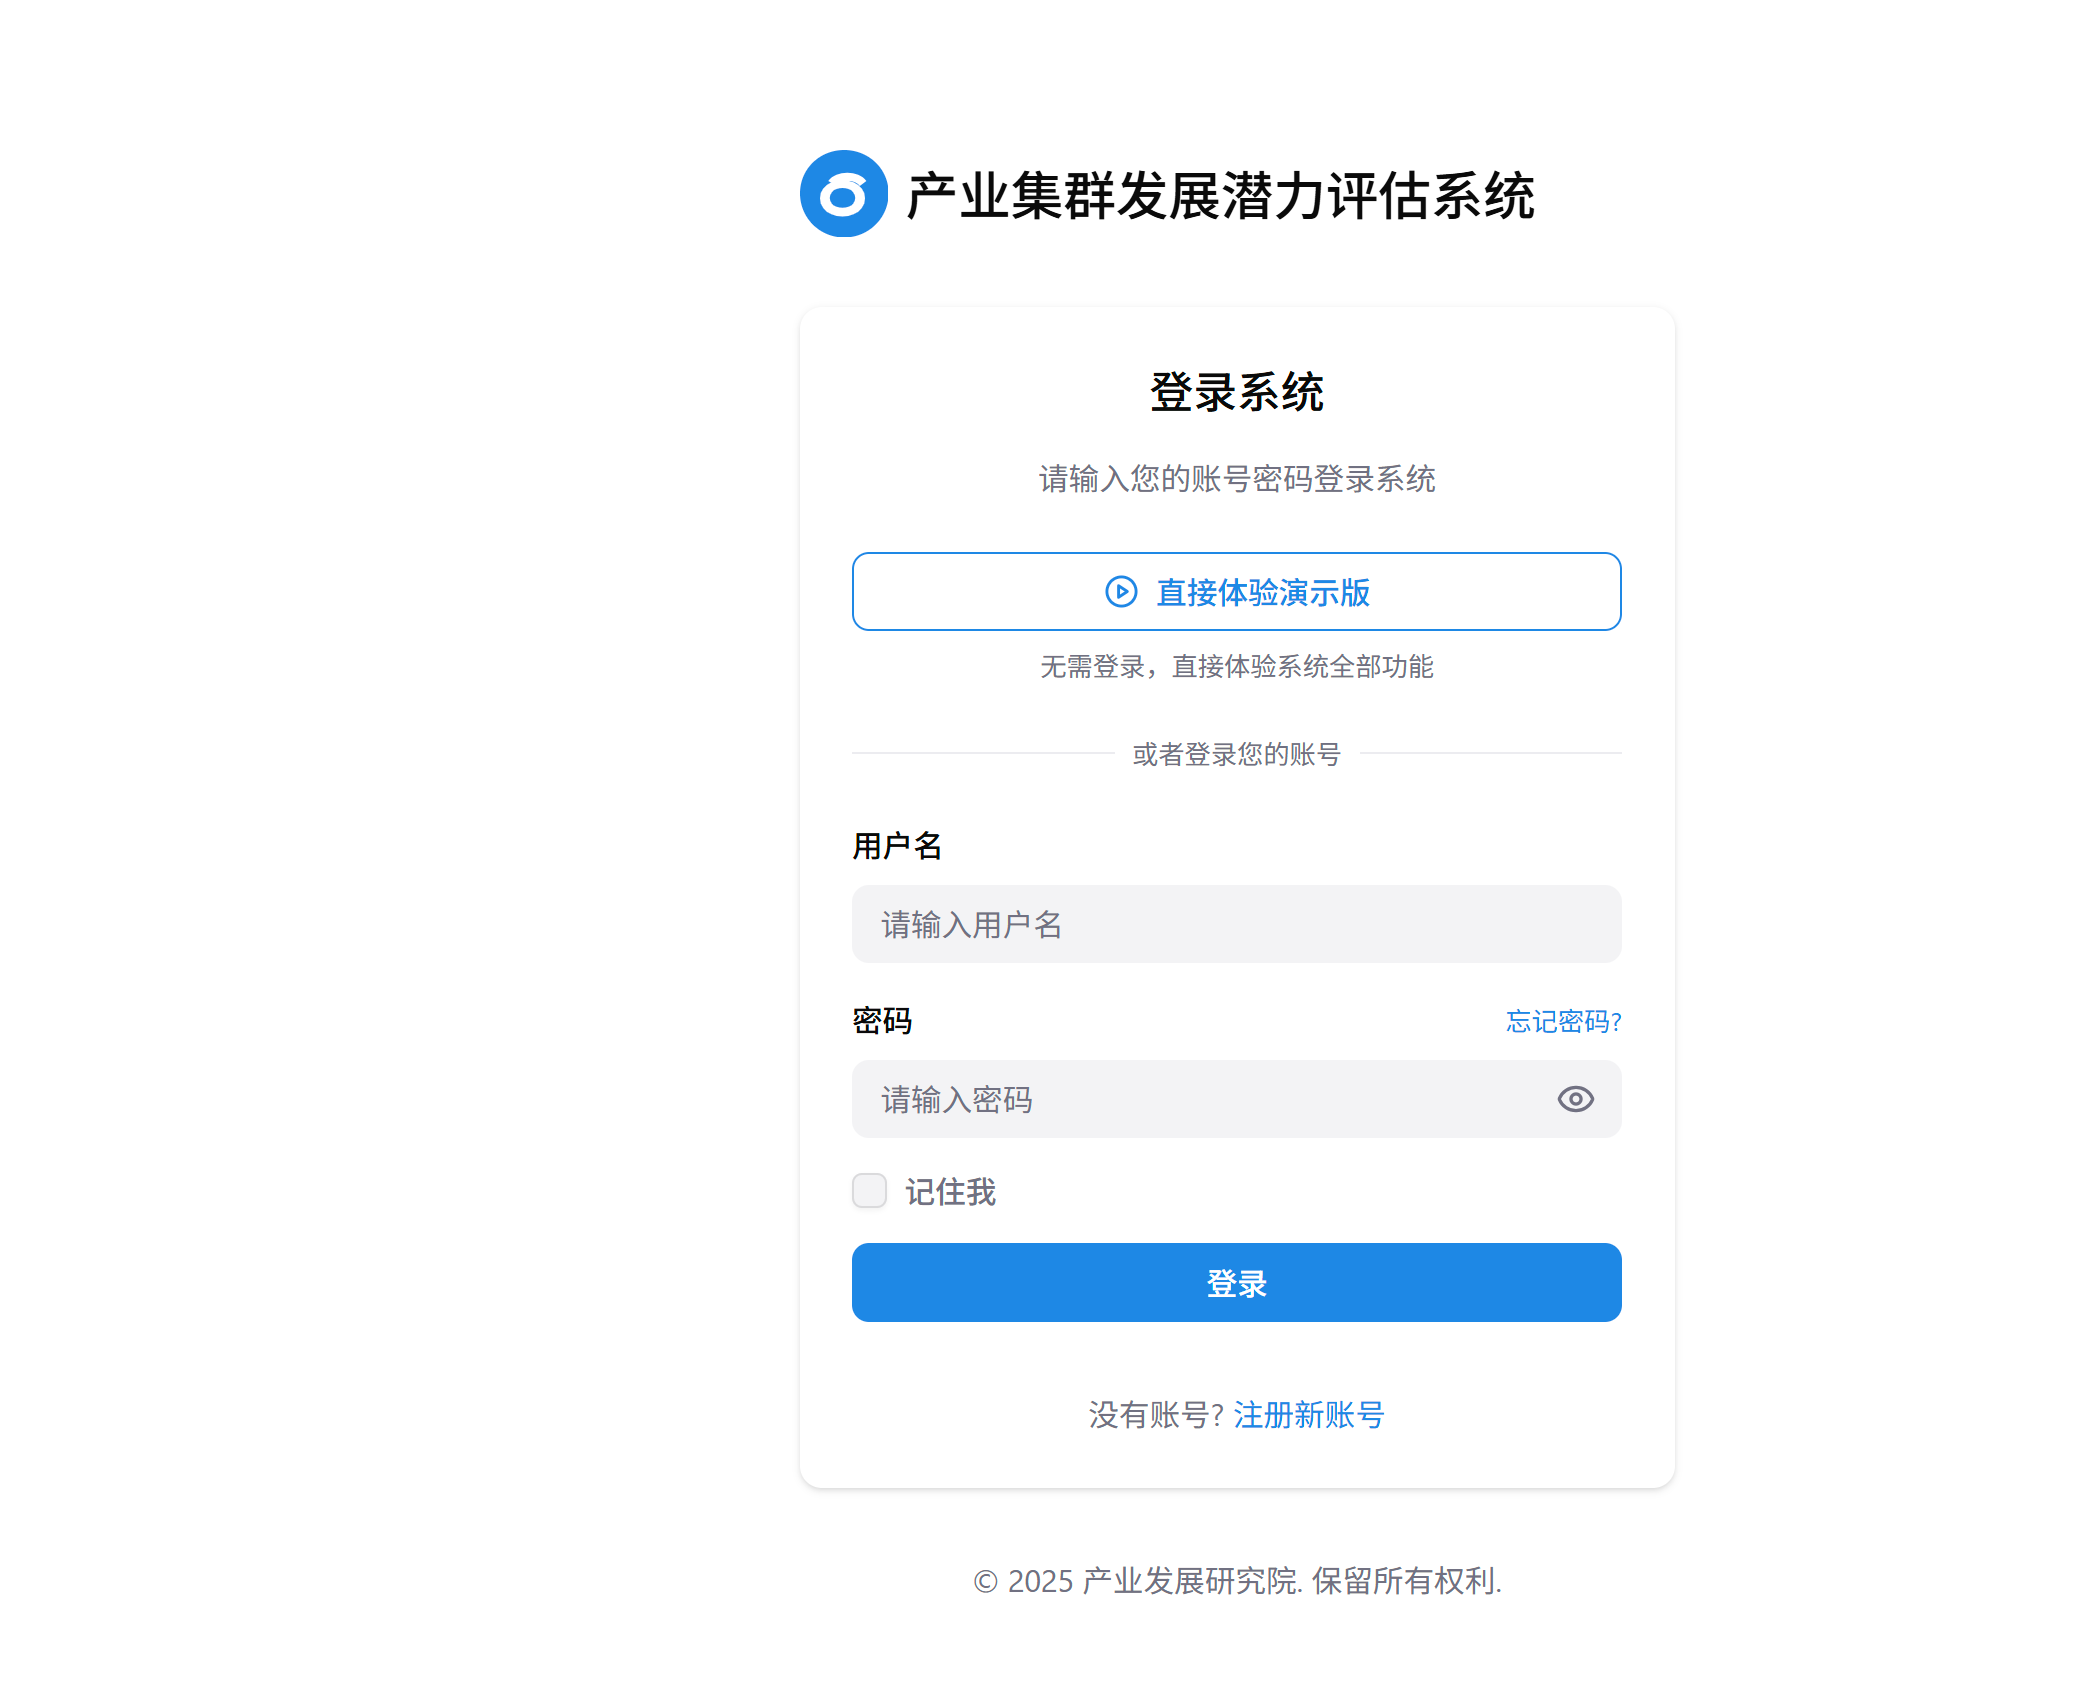 产业集群发展潜力评估系统
登录系统
请输入您的账号密码登录系统
直接体验演示版
无需登录，直接体验系统全部功能
或者登录您的账号
用户名
请输入用户名
密码 忘记密码?
请输入密码
记住我
登录
没有账号? 注册新账号
© 2025 产业发展研究院. 保留所有权利.